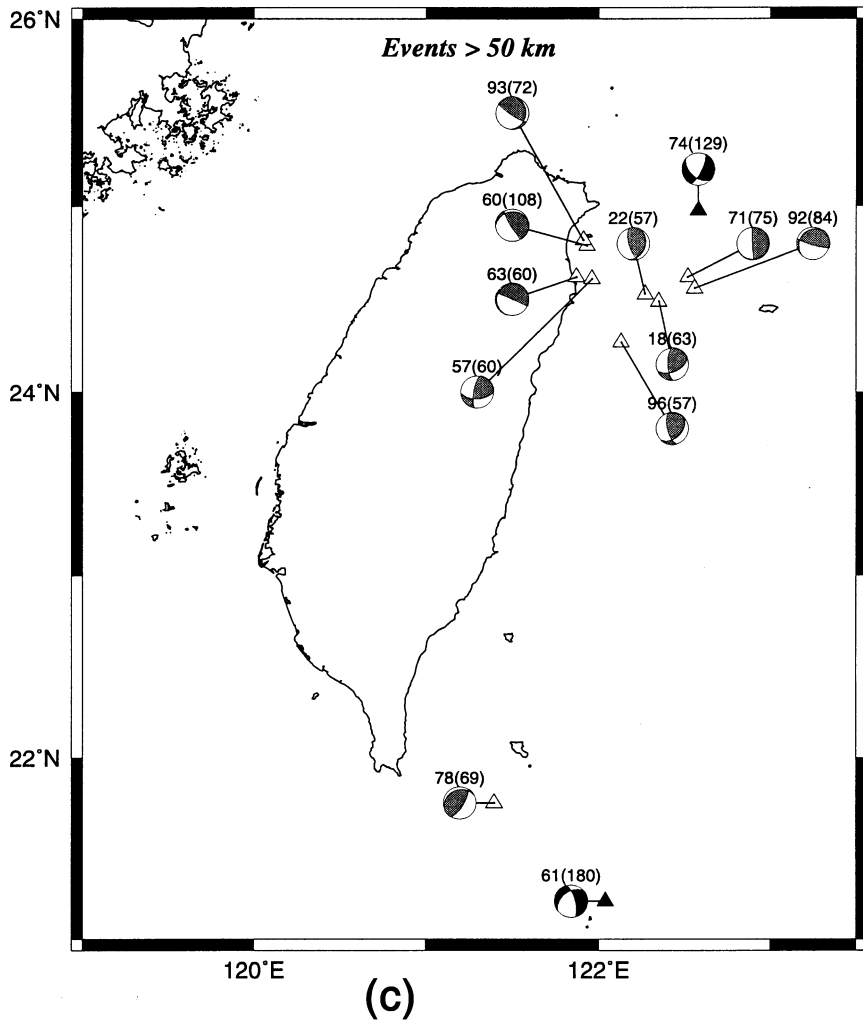 26°N
Events > 50 km
93(72)
74(129)
60(108)
22(57)
71(75)
92(84)
63(60)
18(63)
57(60)
24°N
96(57)
22°N
78(69)
61(180)
120°E
122°E
(c)